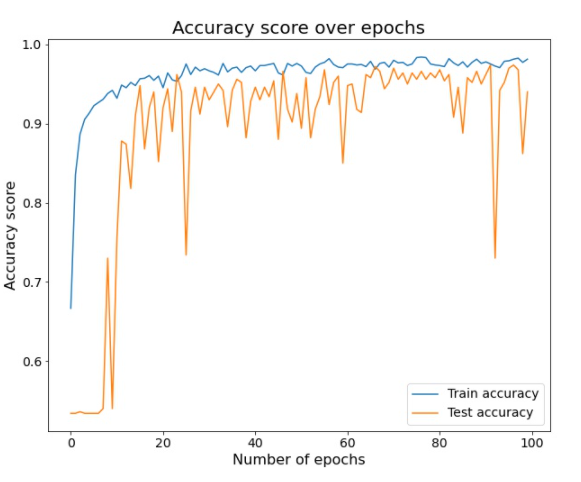 Accuracy score over epochs
Accuracy score
1.0
0.9
0.8
0.7
0.6
0
20
40
60
80
100
Number of epochs
Train accuracy
Test accuracy